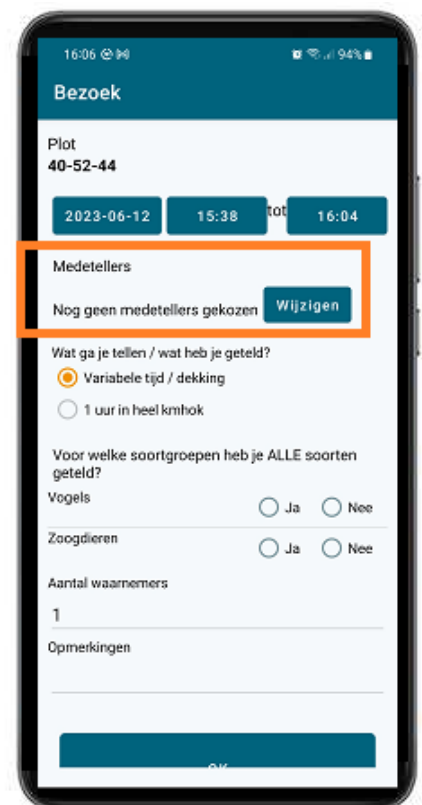 16:06
94%
Bezoek
Plot
40-52-44
2023-06-12 15:38 tot 16:04
Medetellers
Nog geen medetellers gekozen Wijzigen
Wat ga je tellen / wat heb je geteld?
Variabele tijd / dekking
1 uur in heel kmhok
Voor welke soortgroepen heb je ALLE soorten
geteld?
Vogels Ja Nee
Zoogdieren Ja Nee
Aantal waarnemers
1
Opmerkingen
OK